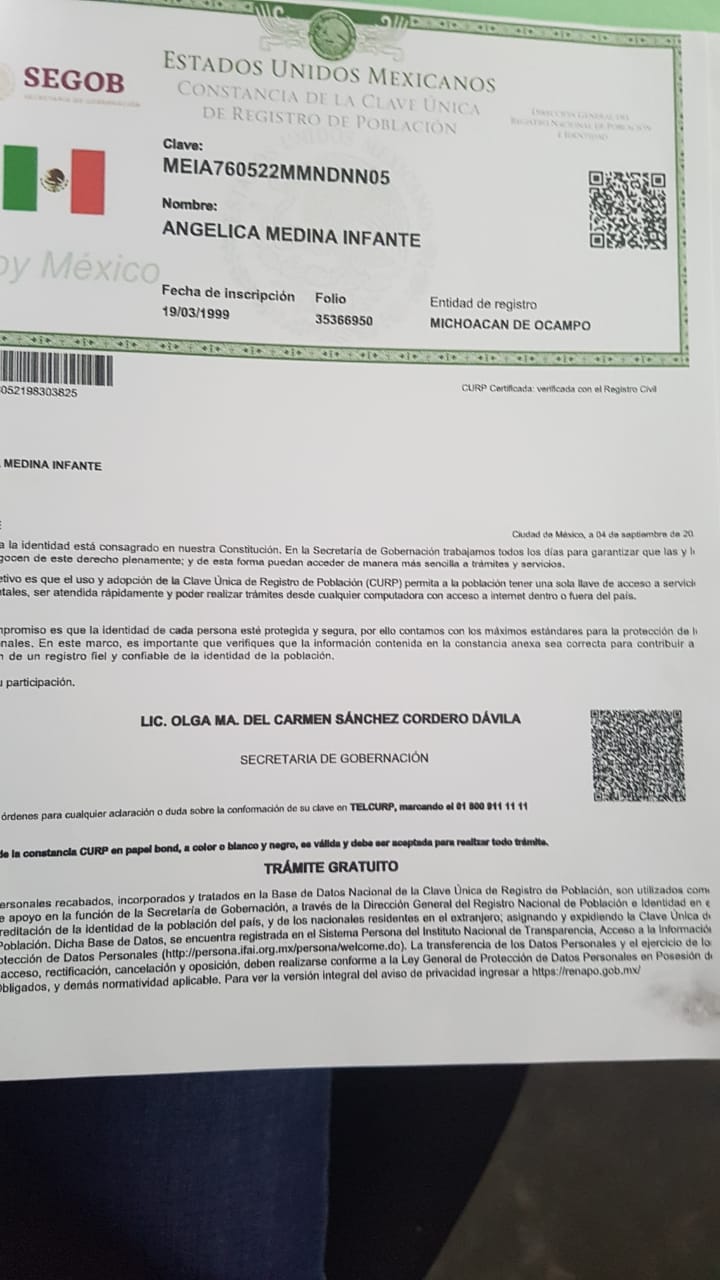 SEGOB
SECRETARÍA DE GOBERNACIÓN
ESTADOS UNIDOS MEXICANOS
CONSTANCIA DE LA CLAVE ÚNICA
DE REGISTRO DE POBLACIÓN
DIRECCIÓN GENERAL DEL
REGISTRO NACIONAL DE POBLACIÓN
E IDENTIDAD
Clave:
MEIA760522MMNDNN05
Nombre:
ANGELICA MEDINA INFANTE
oy México
Fecha de inscripción Folio Entidad de registro
19/03/1999 35366950 MICHOACAN DE OCAMPO
052198303825
CURP Certificada: verificada con el Registro Civil
MEDINA INFANTE
Ciudad de México, a 04 de septiembre de 20
a la identidad está consagrado en nuestra Constitución. En la Secretaría de Gobernación trabajamos todos los días para garantizar que las y
gocen de este derecho plenamente; y de esta forma puedan acceder de manera más sencilla a trámites y servicios.
etivo es que el uso y adopción de la Clave Única de Registro de Población (CURP) permita a la población tener una sola llave de acceso a servici
tales, ser atendida rápidamente y poder realizar trámites desde cualquier computadora con acceso a internet dentro o fuera del país.
mpromiso es que la identidad de cada persona esté protegida y segura, por ello contamos con los máximos estándares para la protección de
nales. En este marco, es importante que verifiques que la información contenida en la constancia anexa sea correcta para contribuir a
n de un registro fiel y confiable de la identidad de la población.
u participación.
LIC. OLGA MA. DEL CARMEN SÁNCHEZ CORDERO DÁVILA
SECRETARIA DE GOBERNACIÓN
órdenes para cualquier aclaración o duda sobre la conformación de su clave en TELCURP, marcando el 01 800 911 11 11
de la constancia CURP en papel bond, a color o blanco y negro, es válida y debe ser aceptada para realizar todo trámite.
TRÁMITE GRATUITO
ersonales recabados, incorporados y tratados en la Base de Datos Nacional de la Clave Única de Registro de Población, son utilizados com
e apoyo en la función de la Secretaría de Gobernación, a través de la Dirección General del Registro Nacional de Población e Identidad en
reditación de la identidad de la población del país, y de los nacionales residentes en el extranjero; asignando y expidiendo la Clave Única d
Población. Dicha Base de Datos, se encuentra registrada en el Sistema Persona del Instituto Nacional de Transparencia, Acceso a la Informació
otección de Datos Personales (http://persona.ifai.org.mx/persona/welcome.do). La transferencia de los Datos Personales y el ejercicio de lo
acceso, rectificación, cancelación y oposición, deben realizarse conforme a la Ley General de Protección de Datos Personales en Posesión d
Obligados, y demás normatividad aplicable. Para ver la versión integral del aviso de privacidad ingresar a https://renapo.gob.mx/